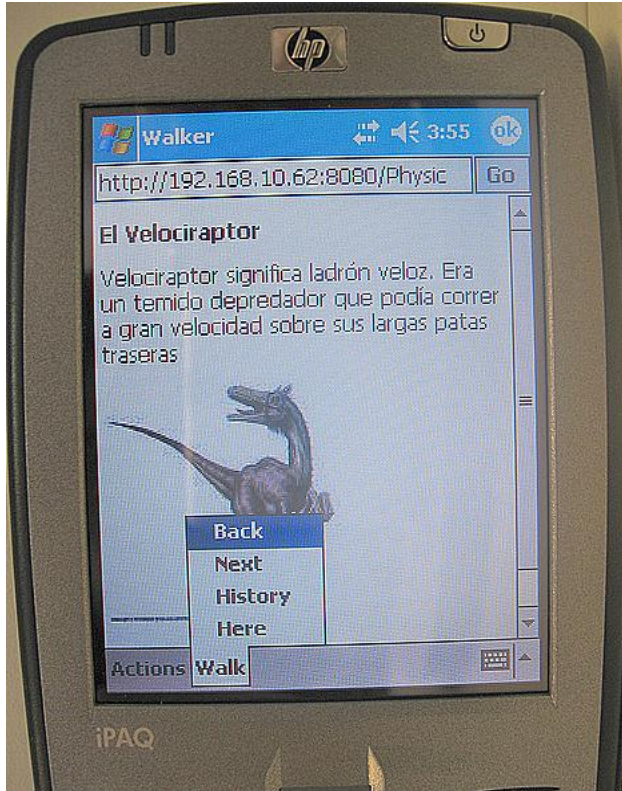 hp
Walker 3:55 ok
http://192.168.10.62:8080/Physic Go
El Velociraptor
Velociraptor significa ladrón veloz. Era
un temido depredador que podía correr
a gran velocidad sobre sus largas patas
traseras
Back
Next
History
Here
Actions Walk
iPAQ